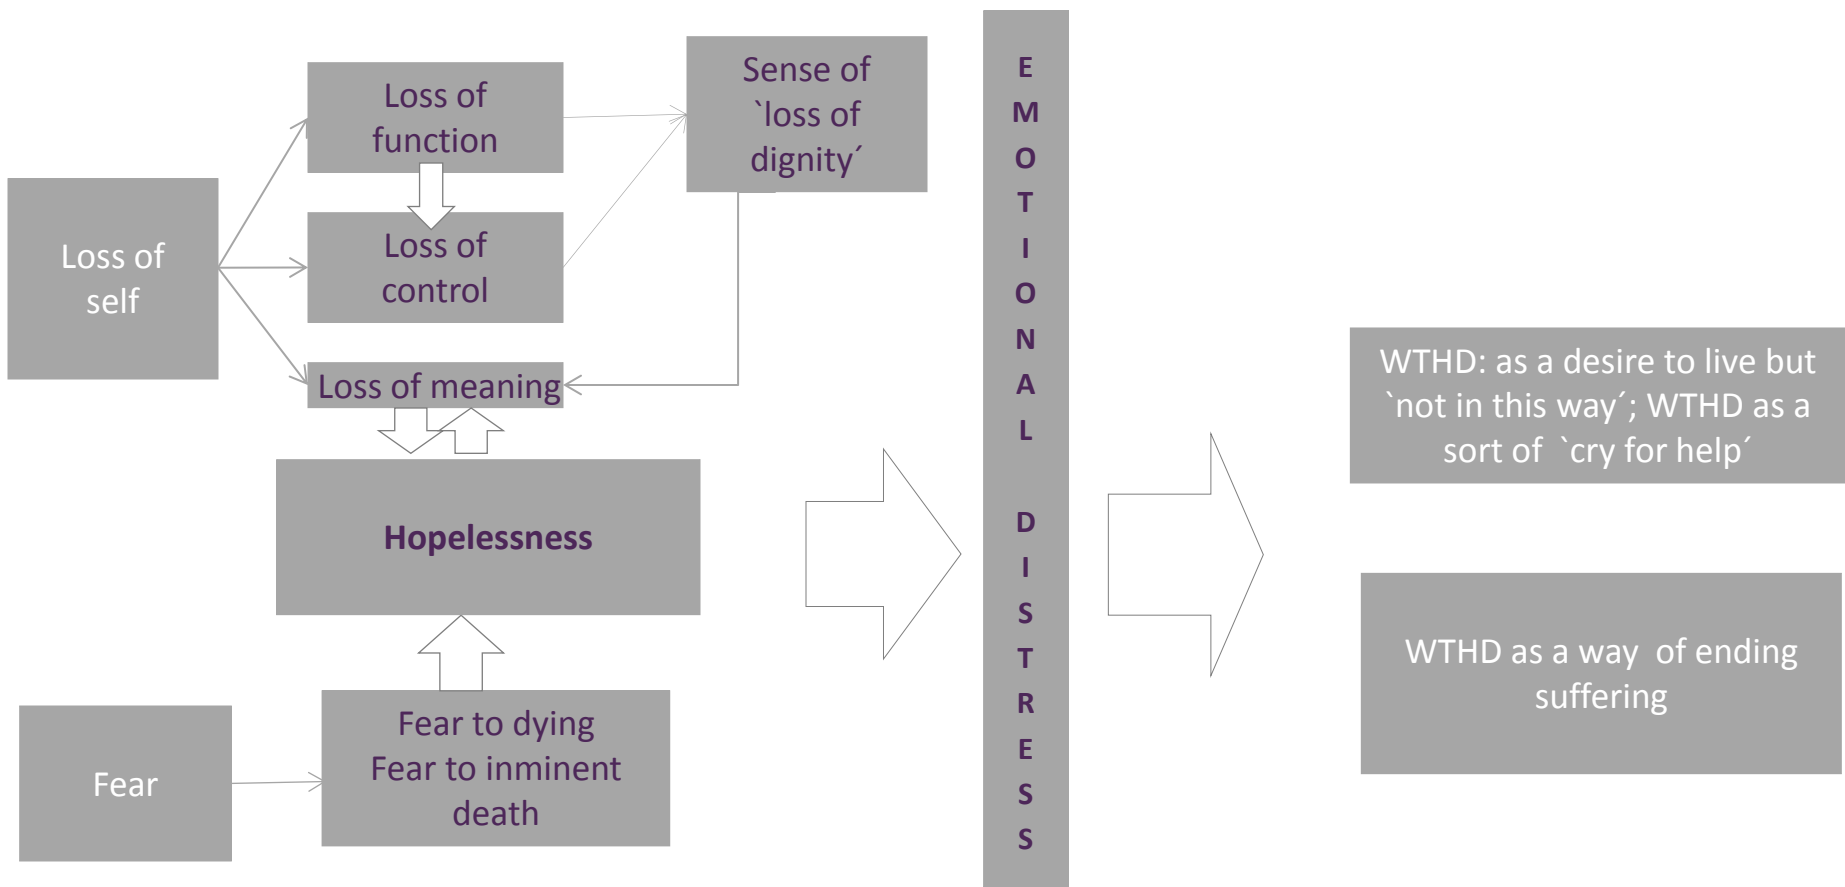 Loss of
self
Loss of
function
Loss of
control
Loss of meaning
Sense of
`loss of
dignity´
Hopelessness
Fear
Fear to dying
Fear to inminent
death
EMOTIONAL DISTRESS
WTHD: as a desire to live but
`not in this way´; WTHD as a
sort of `cry for help´
WTHD as a way of ending
suffering